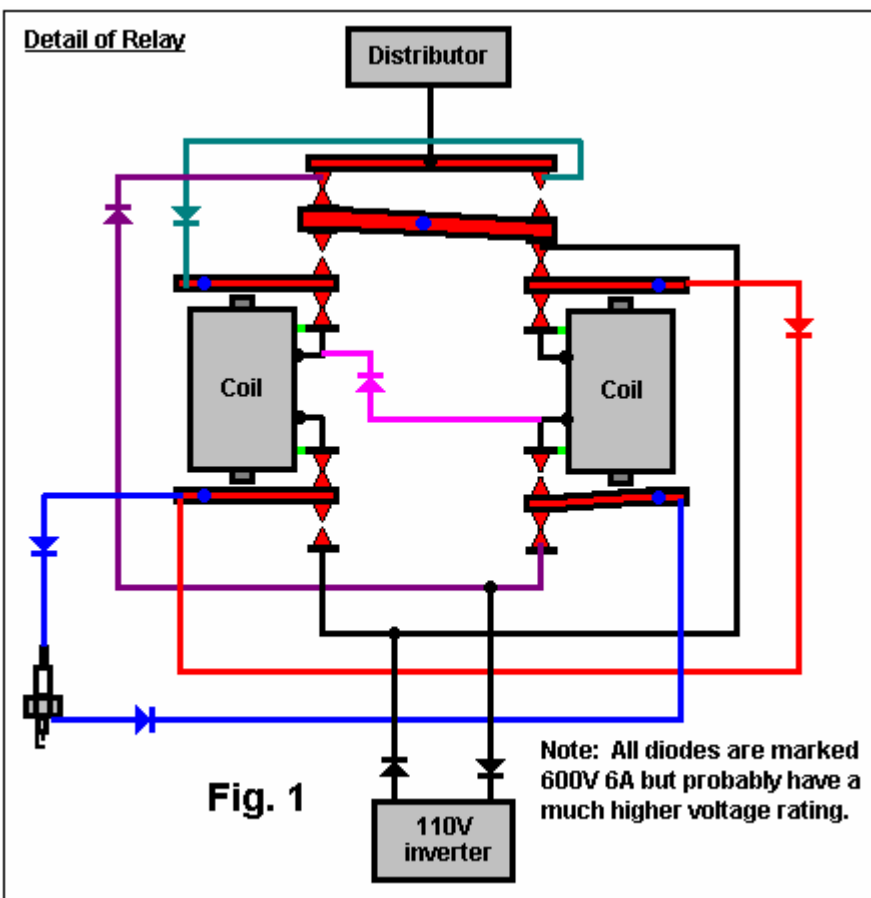 Detail of Relay
Distributor
Coil
Coil
Note: All diodes are marked
600V 6A but probably have a
much higher voltage rating.
Fig. 1
110V
inverter